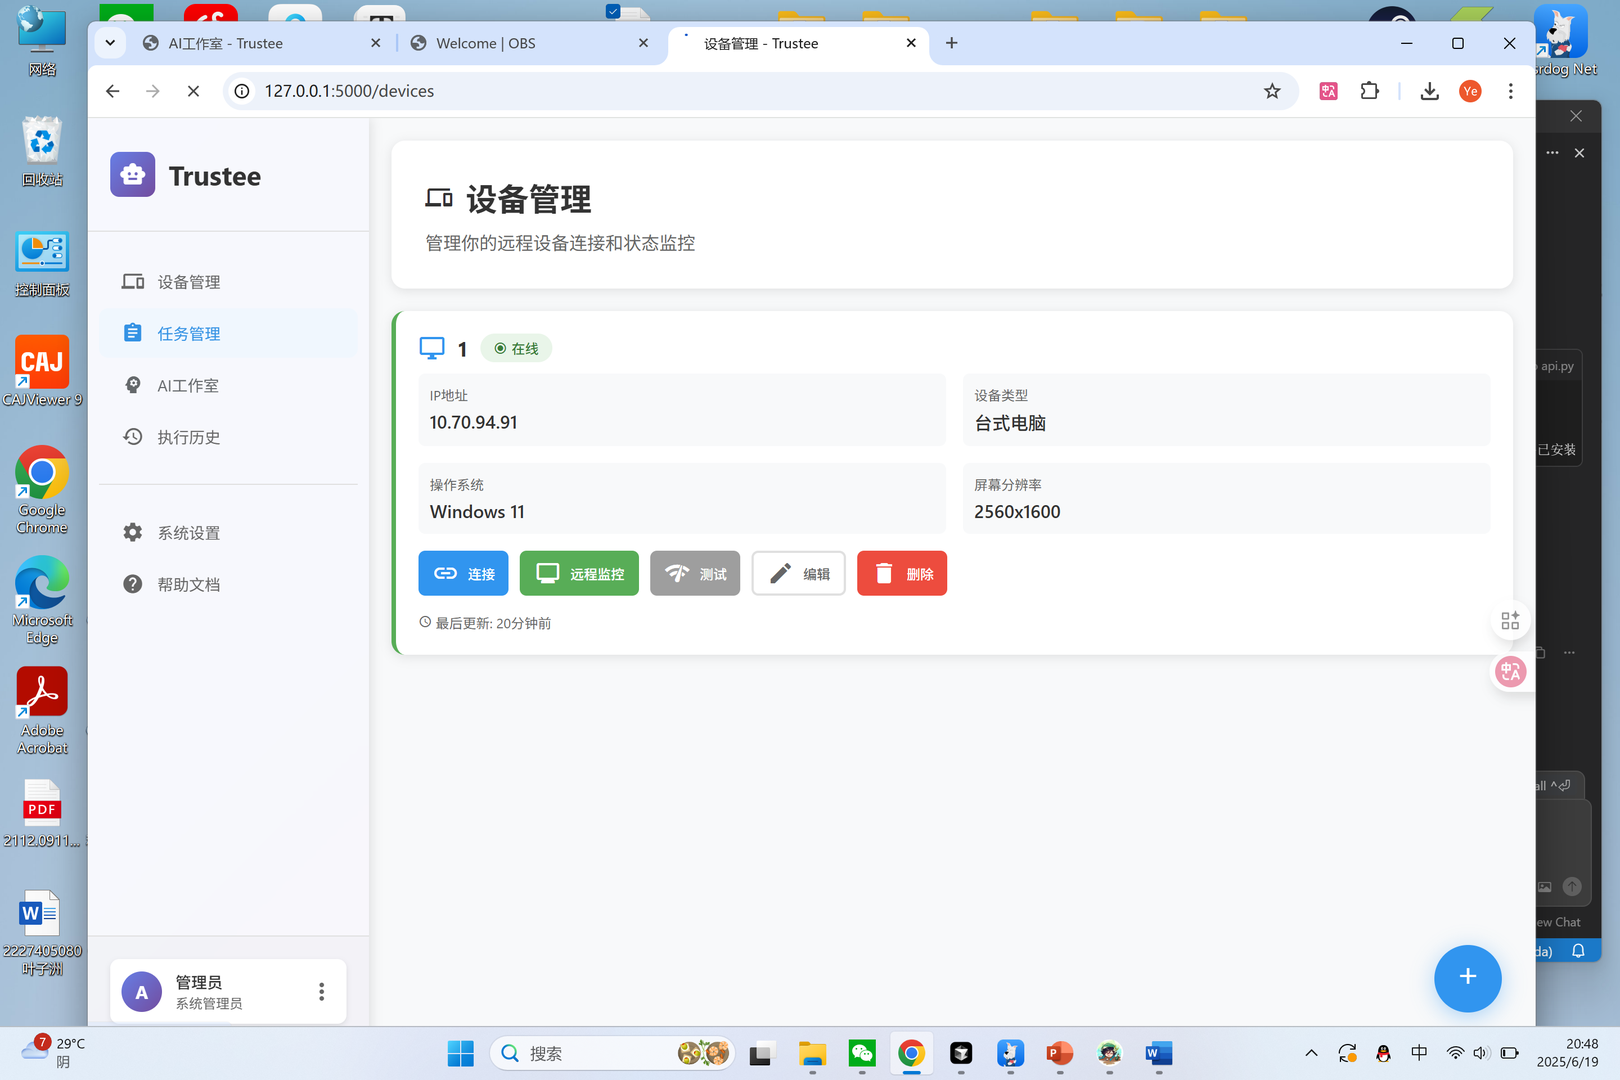 网络
回收站
控制面板
CAJ
CAJViewer 9
Google
Chrome
Microsoft
Edge
Adobe
Acrobat
PDF
2112.0911...
W
2227405080
叶子洲
AI工作室 - Trustee
Welcome | OBS
设备管理 - Trustee
127.0.0.1:5000/devices
Ye
Trustee
设备管理
任务管理
AI工作室
执行历史
系统设置
帮助文档
A
管理员
系统管理员
设备管理
管理你的远程设备连接和状态监控
1
在线
IP地址
10.70.94.91
设备类型
台式电脑
操作系统
Windows 11
屏幕分辨率
2560x1600
连接
远程监控
测试
编辑
删除
最后更新: 20分钟前
+
rdog Net
api.py
已安装
all ^⏎
ew Chat
da)
7
29°C
阴
搜索
P
W
中
20:48
2025/6/19